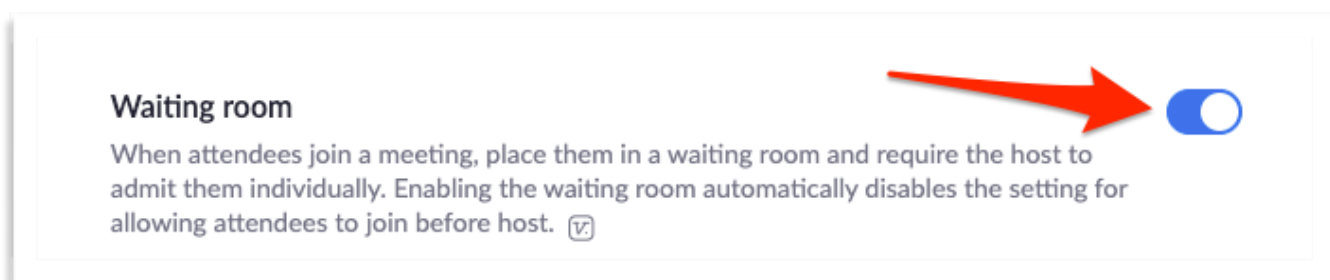 Waiting room
When attendees join a meeting, place them in a waiting room and require the host to
admit them individually. Enabling the waiting room automatically disables the setting for
allowing attendees to join before host.